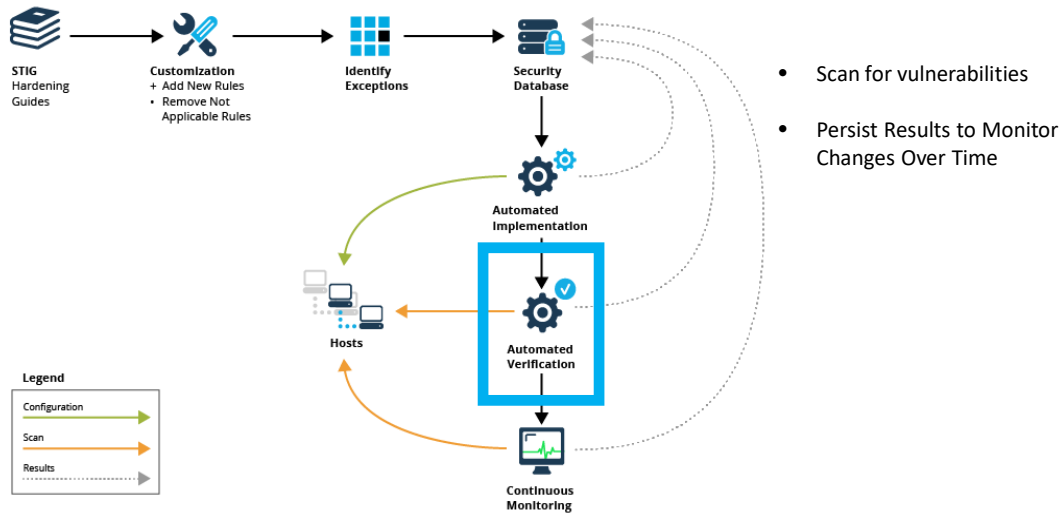 STIG
Hardening
Guides
Customization
+ Add New Rules
• Remove Not
Applicable Rules
Identify
Exceptions
Security
Database
• Scan for vulnerabilities
• Persist Results to Monitor
Changes Over Time
Automated
Implementation
Hosts
Automated
Verification
Legend
Configuration
Scan
Results
Continuous
Monitoring